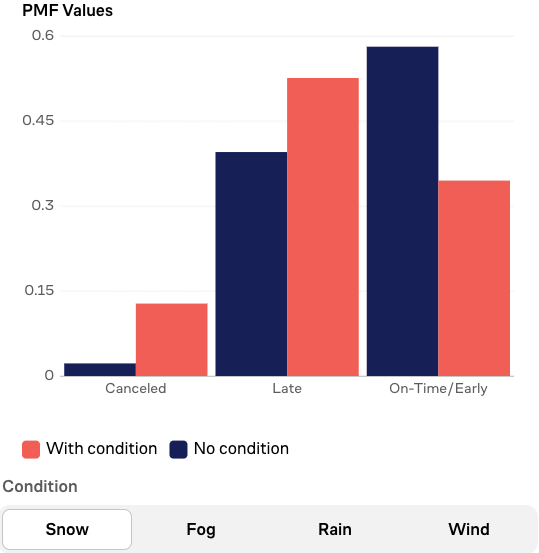 PMF Values
0.6
0.45
0.3
0.15
0
Canceled Late On-Time/Early
With condition No condition
Condition
Snow Fog Rain Wind